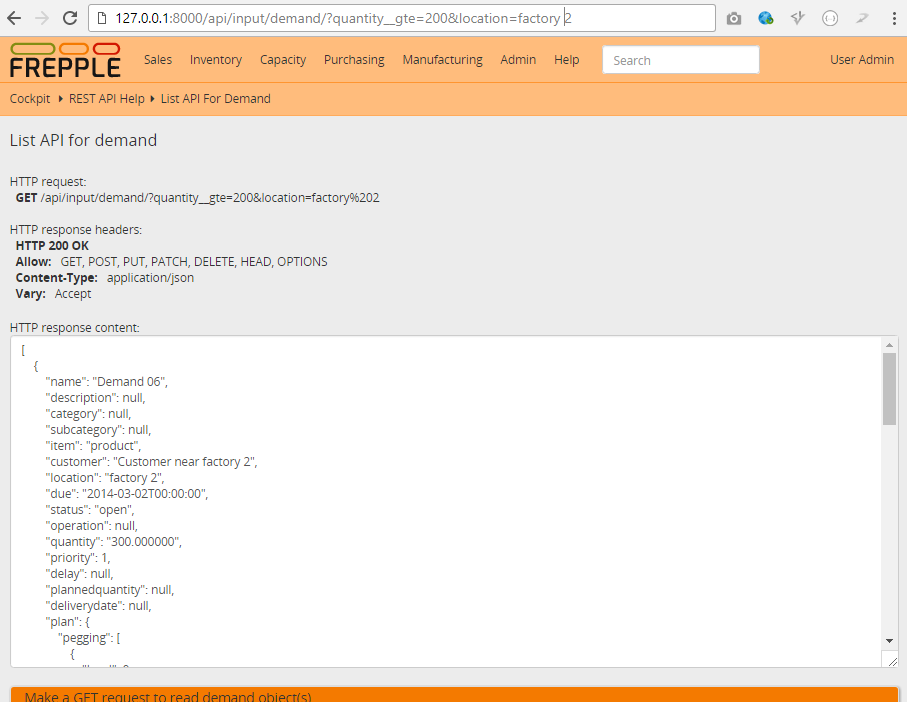 127.0.0.1:8000/api/input/demand/?quantity__gte=200&location=factory 2
FREPPLE Sales Inventory Capacity Purchasing Manufacturing Admin Help Search User Admin
Cockpit REST API Help List API For Demand
List API for demand
HTTP request:
GET /api/input/demand/?quantity__gte=200&location=factory%202
HTTP response headers:
HTTP 200 OK
Allow: GET, POST, PUT, PATCH, DELETE, HEAD, OPTIONS
Content-Type: application/json
Vary: Accept
HTTP response content:
[
{
"name": "Demand 06",
"description": null,
"category": null,
"subcategory": null,
"item": "product",
"customer": "Customer near factory 2",
"location": "factory 2",
"due": "2014-03-02T00:00:00",
"status": "open",
"operation": null,
"quantity": "300.000000",
"priority": 1,
"delay": null,
"plannedquantity": null,
"deliverydate": null,
"plan": {
"pegging": [
{
Make a GET request to read demand object(s)